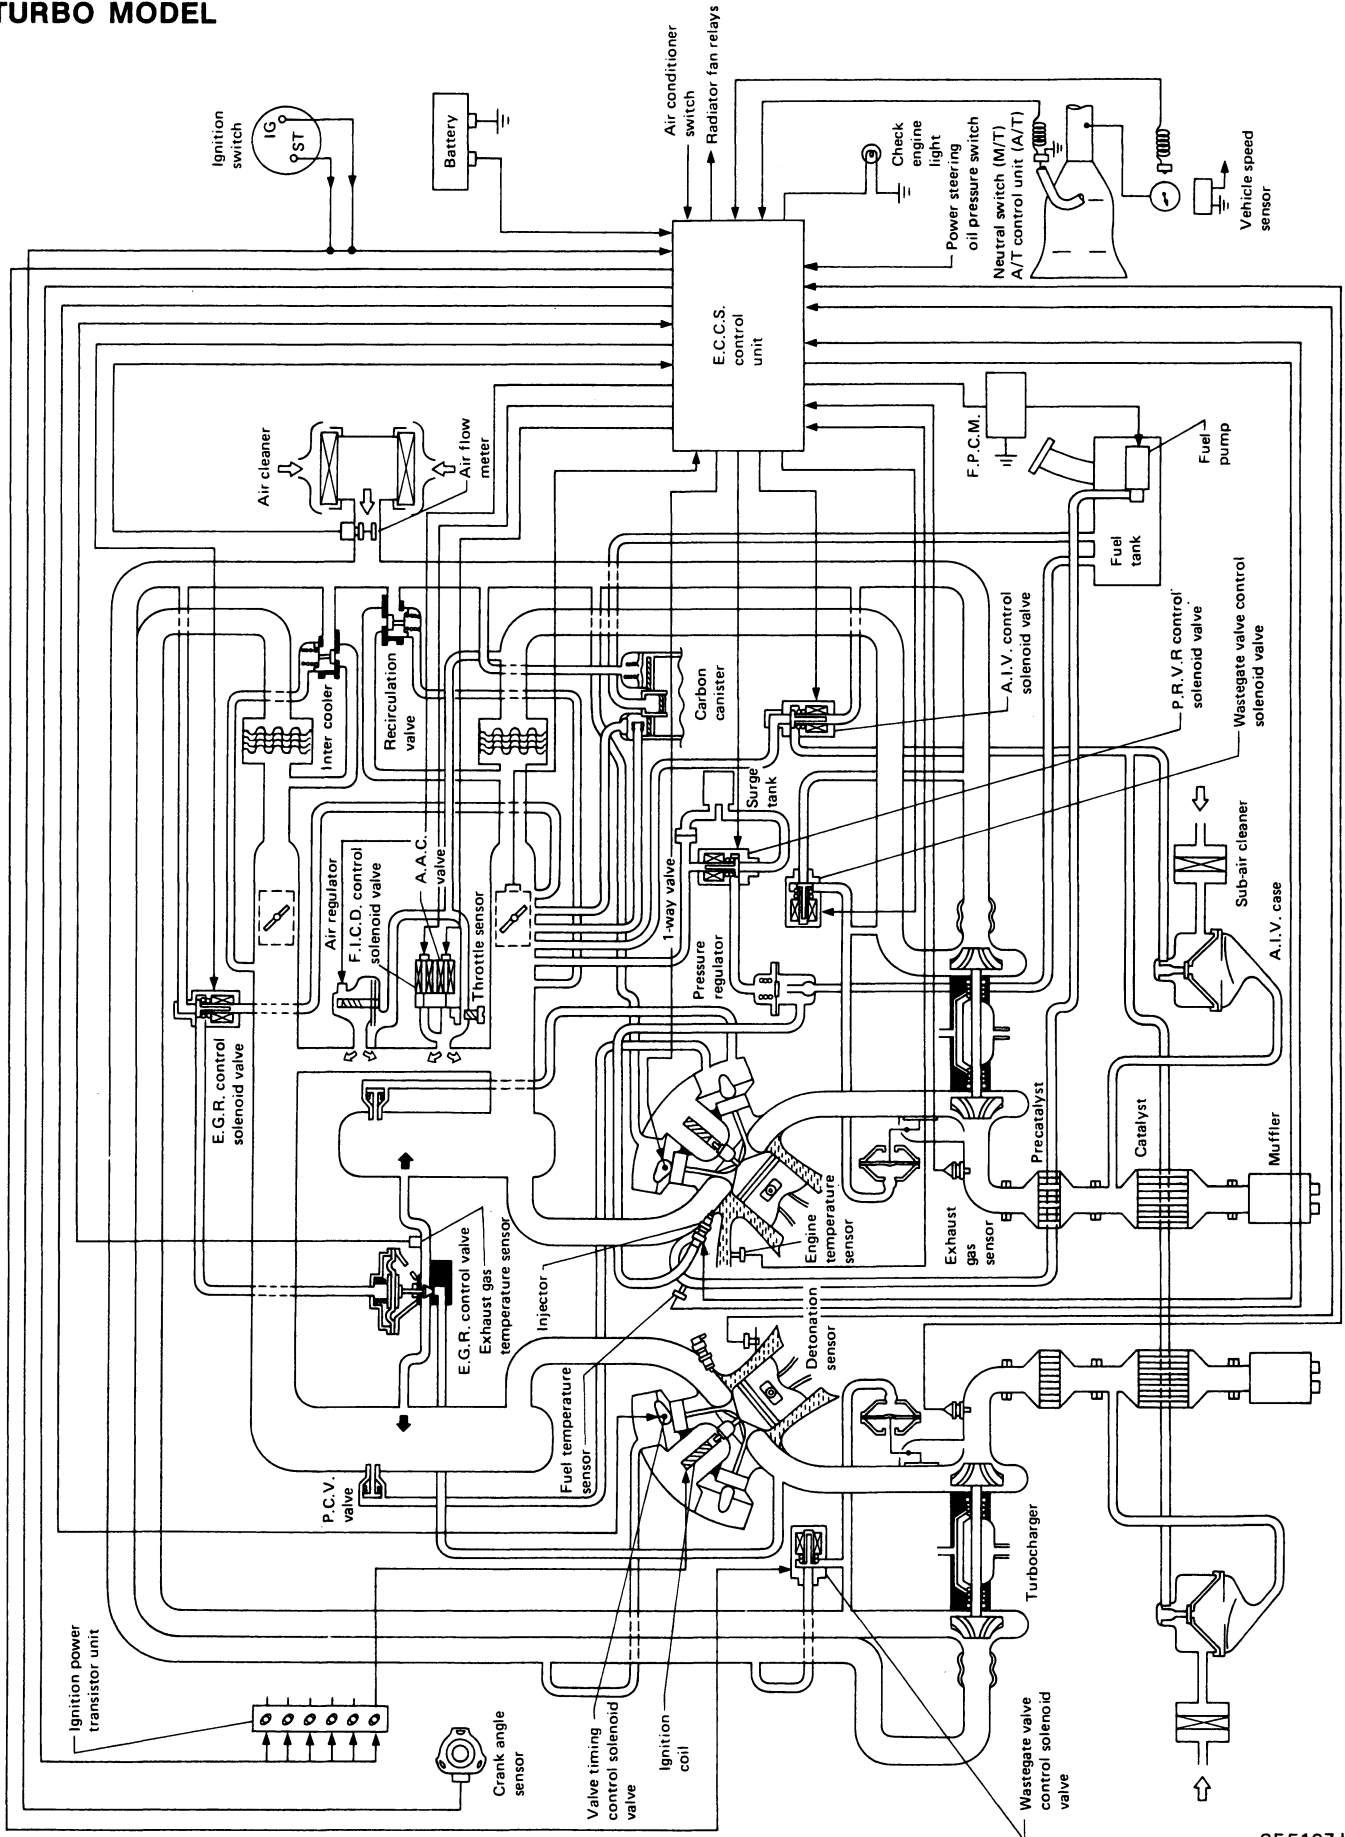 TURBO MODEL
Air conditioner
switch
Radiator fan relays
Ignition
switch
IG
ST
Battery
Check
engine
light
Power steering
oil pressure switch
Neutral switch (M/T)
A/T control unit (A/T)
Vehicle speed
sensor
E.C.C.S.
control
unit
Air cleaner
Air flow
meter
F.P.C.M.
Fuel
pump
Fuel
tank
Inter cooler
Recirculation
valve
Carbon
canister
A.I.V. control
solenoid valve
P.R.V.R control
solenoid valve
Wastegate valve control
solenoid valve
Surge
tank
Air regulator
F.I.C.D. control
solenoid valve
A.A.C.
valve
Throttle sensor
1-way valve
Pressure
regulator
Sub-air cleaner
A.I.V. case
E.G.R. control
solenoid valve
Precatalyst
Catalyst
Muffler
E.G.R. control valve
Exhaust gas
temperature sensor
Injector
Engine
temperature
sensor
Exhaust
gas
sensor
Fuel temperature
sensor
Detonation
sensor
P.C.V.
valve
Turbocharger
Ignition power
transistor unit
Crank angle
sensor
Valve timing
control solenoid
valve
Ignition
coil
Wastegate valve
control solenoid
valve